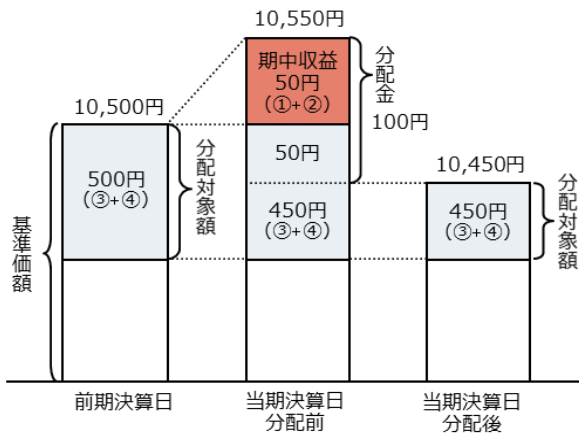 10,550円
期中収益
50円
(①+②)
分配金
100円
10,500円
500円
(③+④)
分配対象額
50円
450円
(③+④)
10,450円
450円
(③+④)
分配対象額
基準価額
前期決算日
当期決算日
分配前
当期決算日
分配後